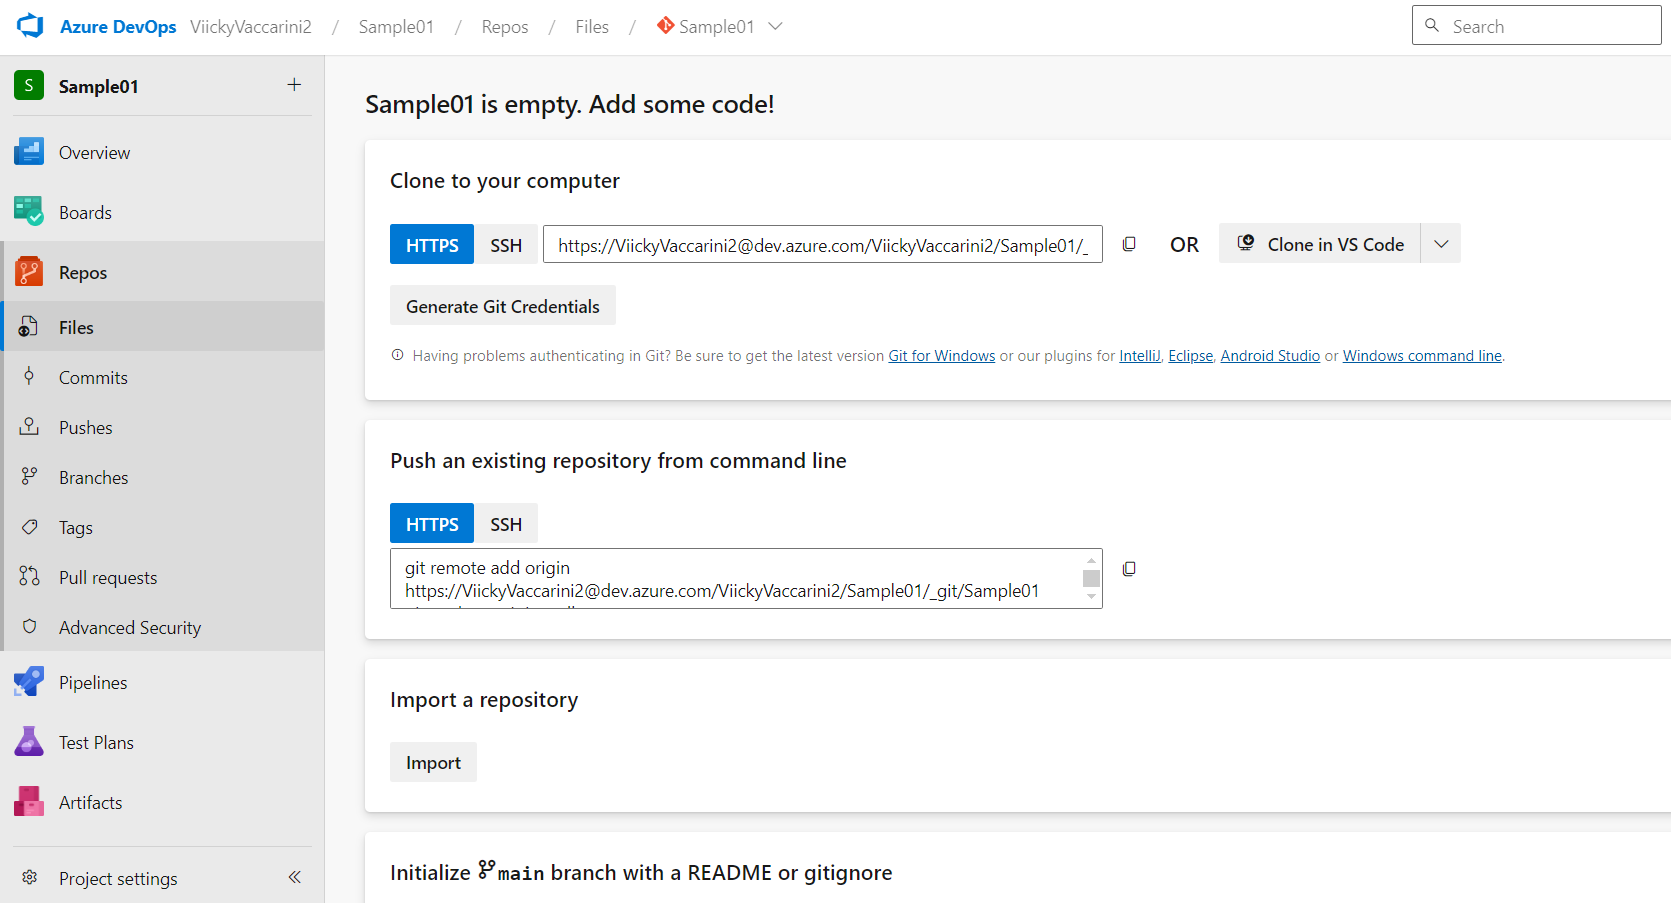 Azure DevOps ViickyVaccarini2 / Sample01 / Repos / Files / Sample01
Search
S Sample01 +
Overview
Boards
Repos
Files
Commits
Pushes
Branches
Tags
Pull requests
Advanced Security
Pipelines
Test Plans
Artifacts
Project settings
Sample01 is empty. Add some code!
Clone to your computer
HTTPS SSH https://ViickyVaccarini2@dev.azure.com/ViickyVaccarini2/Sample01/_ OR Clone in VS Code
Generate Git Credentials
Having problems authenticating in Git? Be sure to get the latest version Git for Windows or our plugins for IntelliJ, Eclipse, Android Studio or Windows command line.
Push an existing repository from command line
HTTPS SSH
git remote add origin
https://ViickyVaccarini2@dev.azure.com/ViickyVaccarini2/Sample01/_git/Sample01
Import a repository
Import
Initialize main branch with a README or gitignore